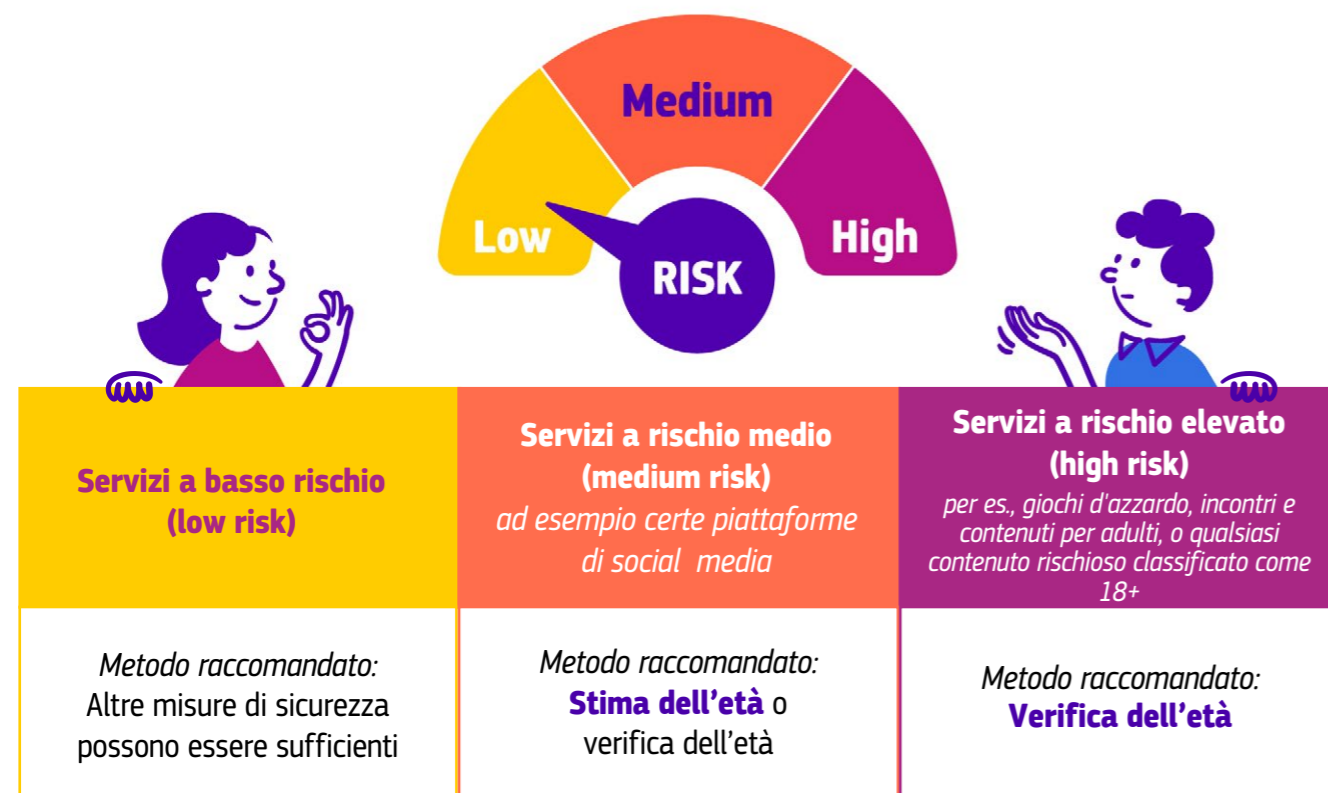 Medium
Low
High
RISK
Servizi a basso rischio
(low risk)
Servizi a rischio medio
(medium risk)
ad esempio certe piattaforme
di social media
Servizi a rischio elevato
(high risk)
per es., giochi d'azzardo, incontri e
contenuti per adulti, o qualsiasi
contenuto rischioso classificato come
18+
Metodo raccomandato:
Altre misure di sicurezza
possono essere sufficienti
Metodo raccomandato:
Stima dell’età o
verifica dell’età
Metodo raccomandato:
Verifica dell’età